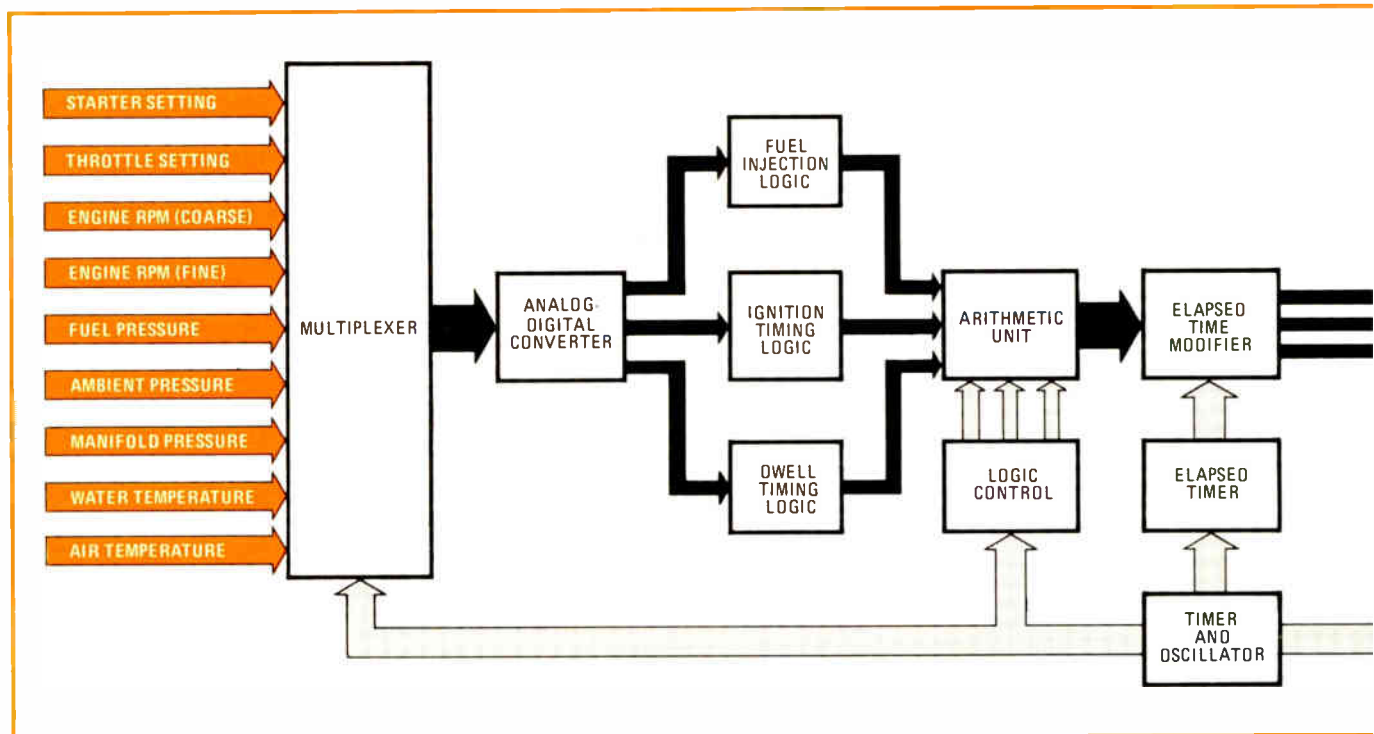 STARTER SETTING
THROTTLE SETTING
ENGINE RPM (COARSE)
ENGINE RPM (FINE)
FUEL PRESSURE
AMBIENT PRESSURE
MANIFOLD PRESSURE
WATER TEMPERATURE
AIR TEMPERATURE
MULTIPLEXER
ANALOG-
DIGITAL
CONVERTER
FUEL
INJECTION
LOGIC
IGNITION
TIMING
LOGIC
DWELL
TIMING
LOGIC
ARITHMETIC
UNIT
LOGIC
CONTROL
ELAPSED
TIME
MODIFIER
ELAPSED
TIMER
TIMER
AND
OSCILLATOR